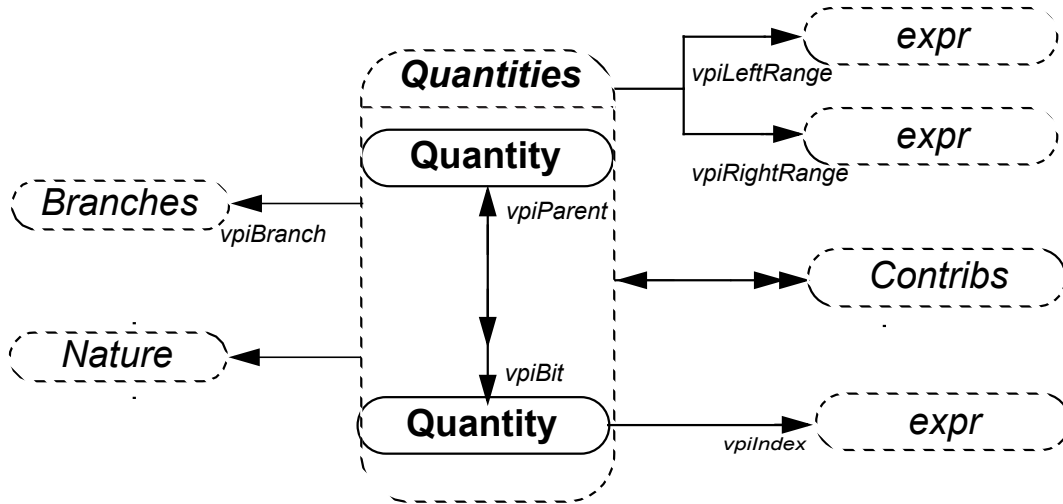 expr
Quantities
vpiLeftRange
expr
Quantity
vpiRightRange
Branches
vpiParent
vpiBranch
Contribs
Nature
vpiBit
Quantity
expr
vpiIndex